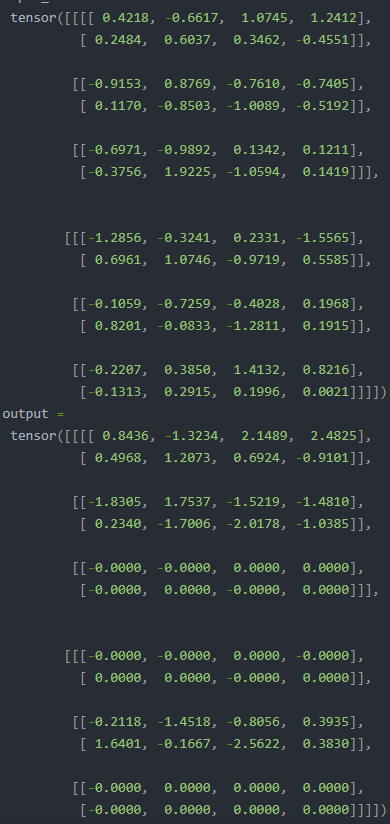 tensor([[[[ 0.4218, -0.6617,  1.0745,  1.2412],
[ 0.2484,  0.6037,  0.3462, -0.4551]],
[[-0.9153,  0.8769, -0.7610, -0.7405],
[ 0.1170, -0.8503, -1.0089, -0.5192]],
[[-0.6971, -0.9892,  0.1342,  0.1211],
[-0.3756,  1.9225, -1.0594,  0.1419]]],
[[[-1.2856, -0.3241,  0.2331, -1.5565],
[ 0.6961,  1.0746, -0.9719,  0.5585]],
[[-0.1059, -0.7259, -0.4028,  0.1968],
[ 0.8201, -0.0833, -1.2811,  0.1915]],
[[-0.2207,  0.3850,  1.4132,  0.8216],
[-0.1313,  0.2915,  0.1996,  0.0021]]]])
output =
tensor([[[[ 0.8436, -1.3234,  2.1489,  2.4825],
[ 0.4968,  1.2073,  0.6924, -0.9101]],
[[-1.8305,  1.7537, -1.5219, -1.4810],
[ 0.2340, -1.7006, -2.0178, -1.0385]],
[[-0.0000, -0.0000,  0.0000,  0.0000],
[-0.0000,  0.0000, -0.0000,  0.0000]]],
[[[-0.0000, -0.0000,  0.0000, -0.0000],
[ 0.0000,  0.0000, -0.0000,  0.0000]],
[[-0.2118, -1.4518, -0.8056,  0.3935],
[ 1.6401, -0.1667, -2.5622,  0.3830]],
[[-0.0000,  0.0000,  0.0000,  0.0000],
[-0.0000,  0.0000,  0.0000,  0.0000]]]])